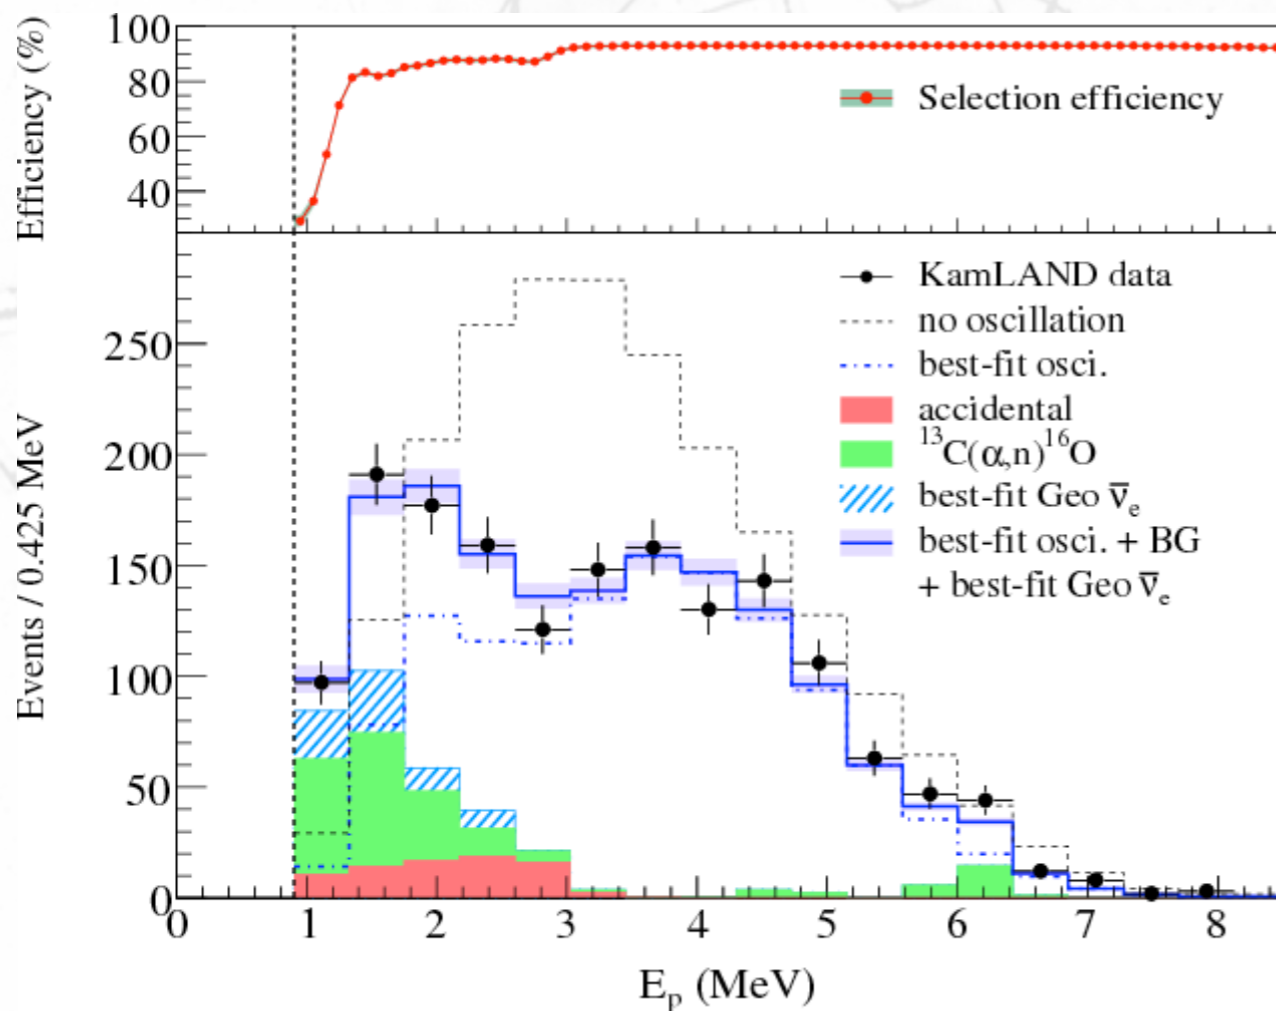 Efficiency (%)
100
80
60
40
Selection efficiency
Events / 0.425 MeV
250
200
150
100
50
0
KamLAND data
no oscillation
best-fit osci.
accidental
¹³C(α,n)¹⁶O
best-fit Geo ν̅ₑ
best-fit osci. + BG
+ best-fit Geo ν̅ₑ
0 1 2 3 4 5 6 7 8
Eₚ (MeV)